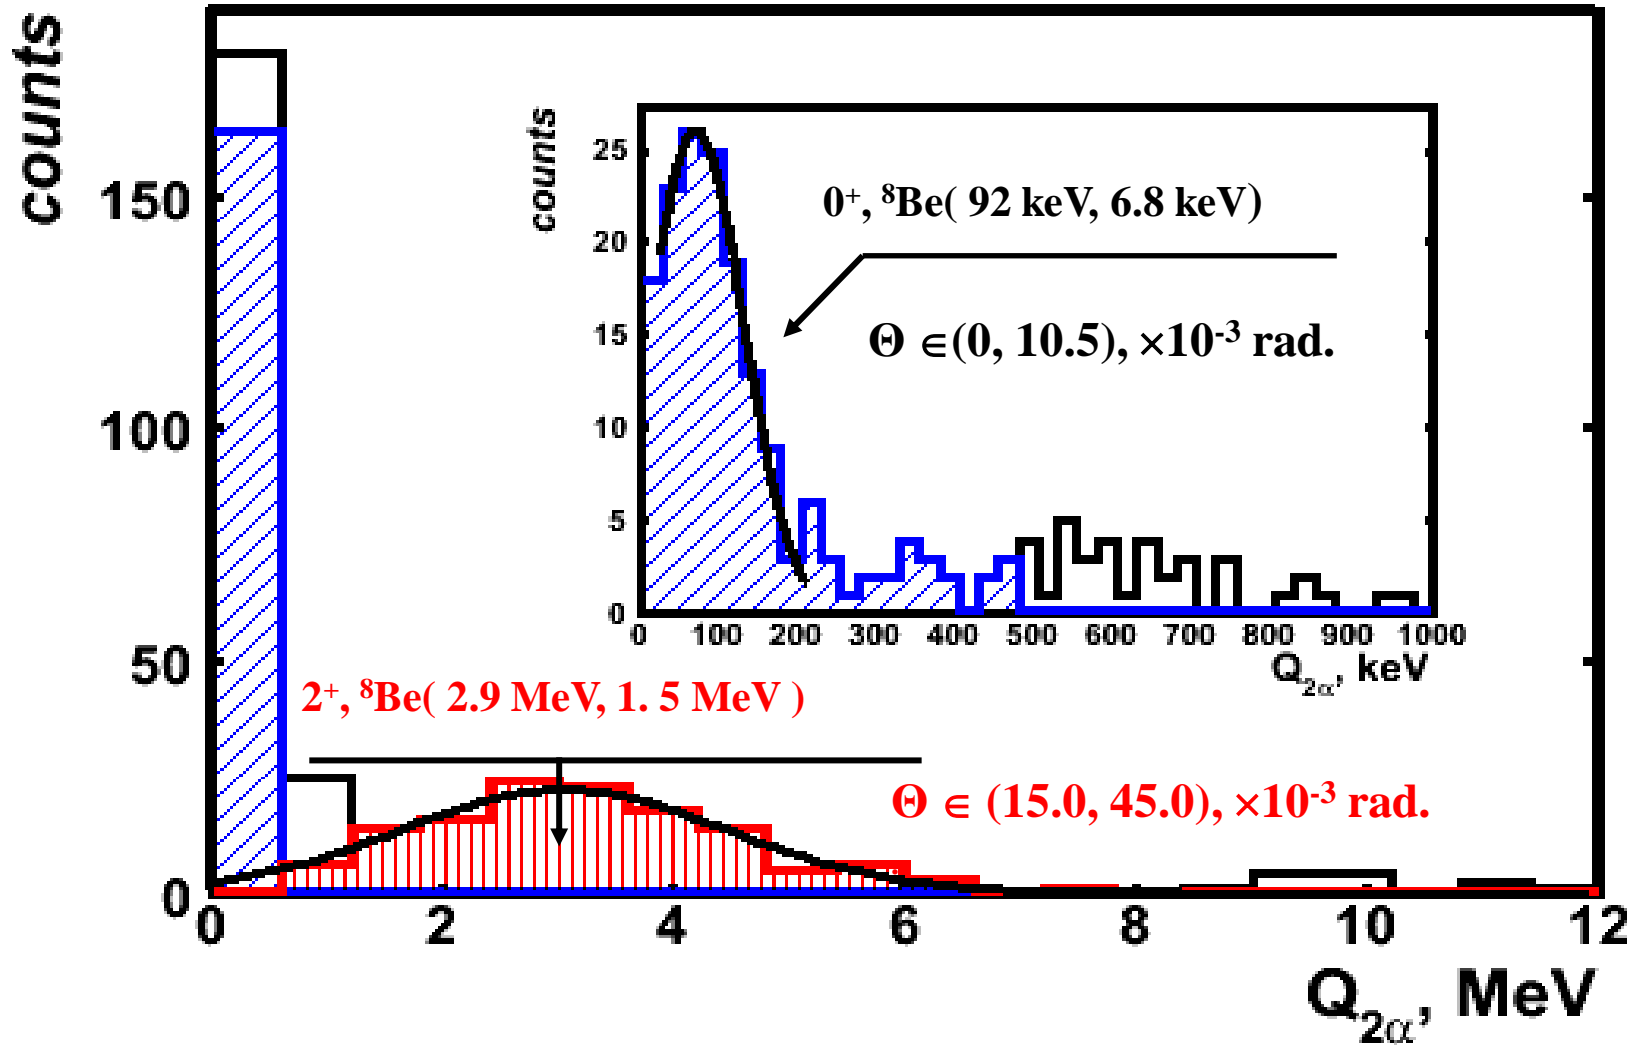 counts
150
100
50
0
0 2 4 6 8 10 12
Q2α, MeV
counts
25
20
15
10
5
0
0 100 200 300 400 500 600 700 800 900 1000
Q2α, keV
0⁺, ⁸Be( 92 keV, 6.8 keV)
Θ ∈(0, 10.5), ×10⁻³ rad.
2⁺, ⁸Be( 2.9 MeV, 1. 5 MeV )
Θ ∈ (15.0, 45.0), ×10⁻³ rad.